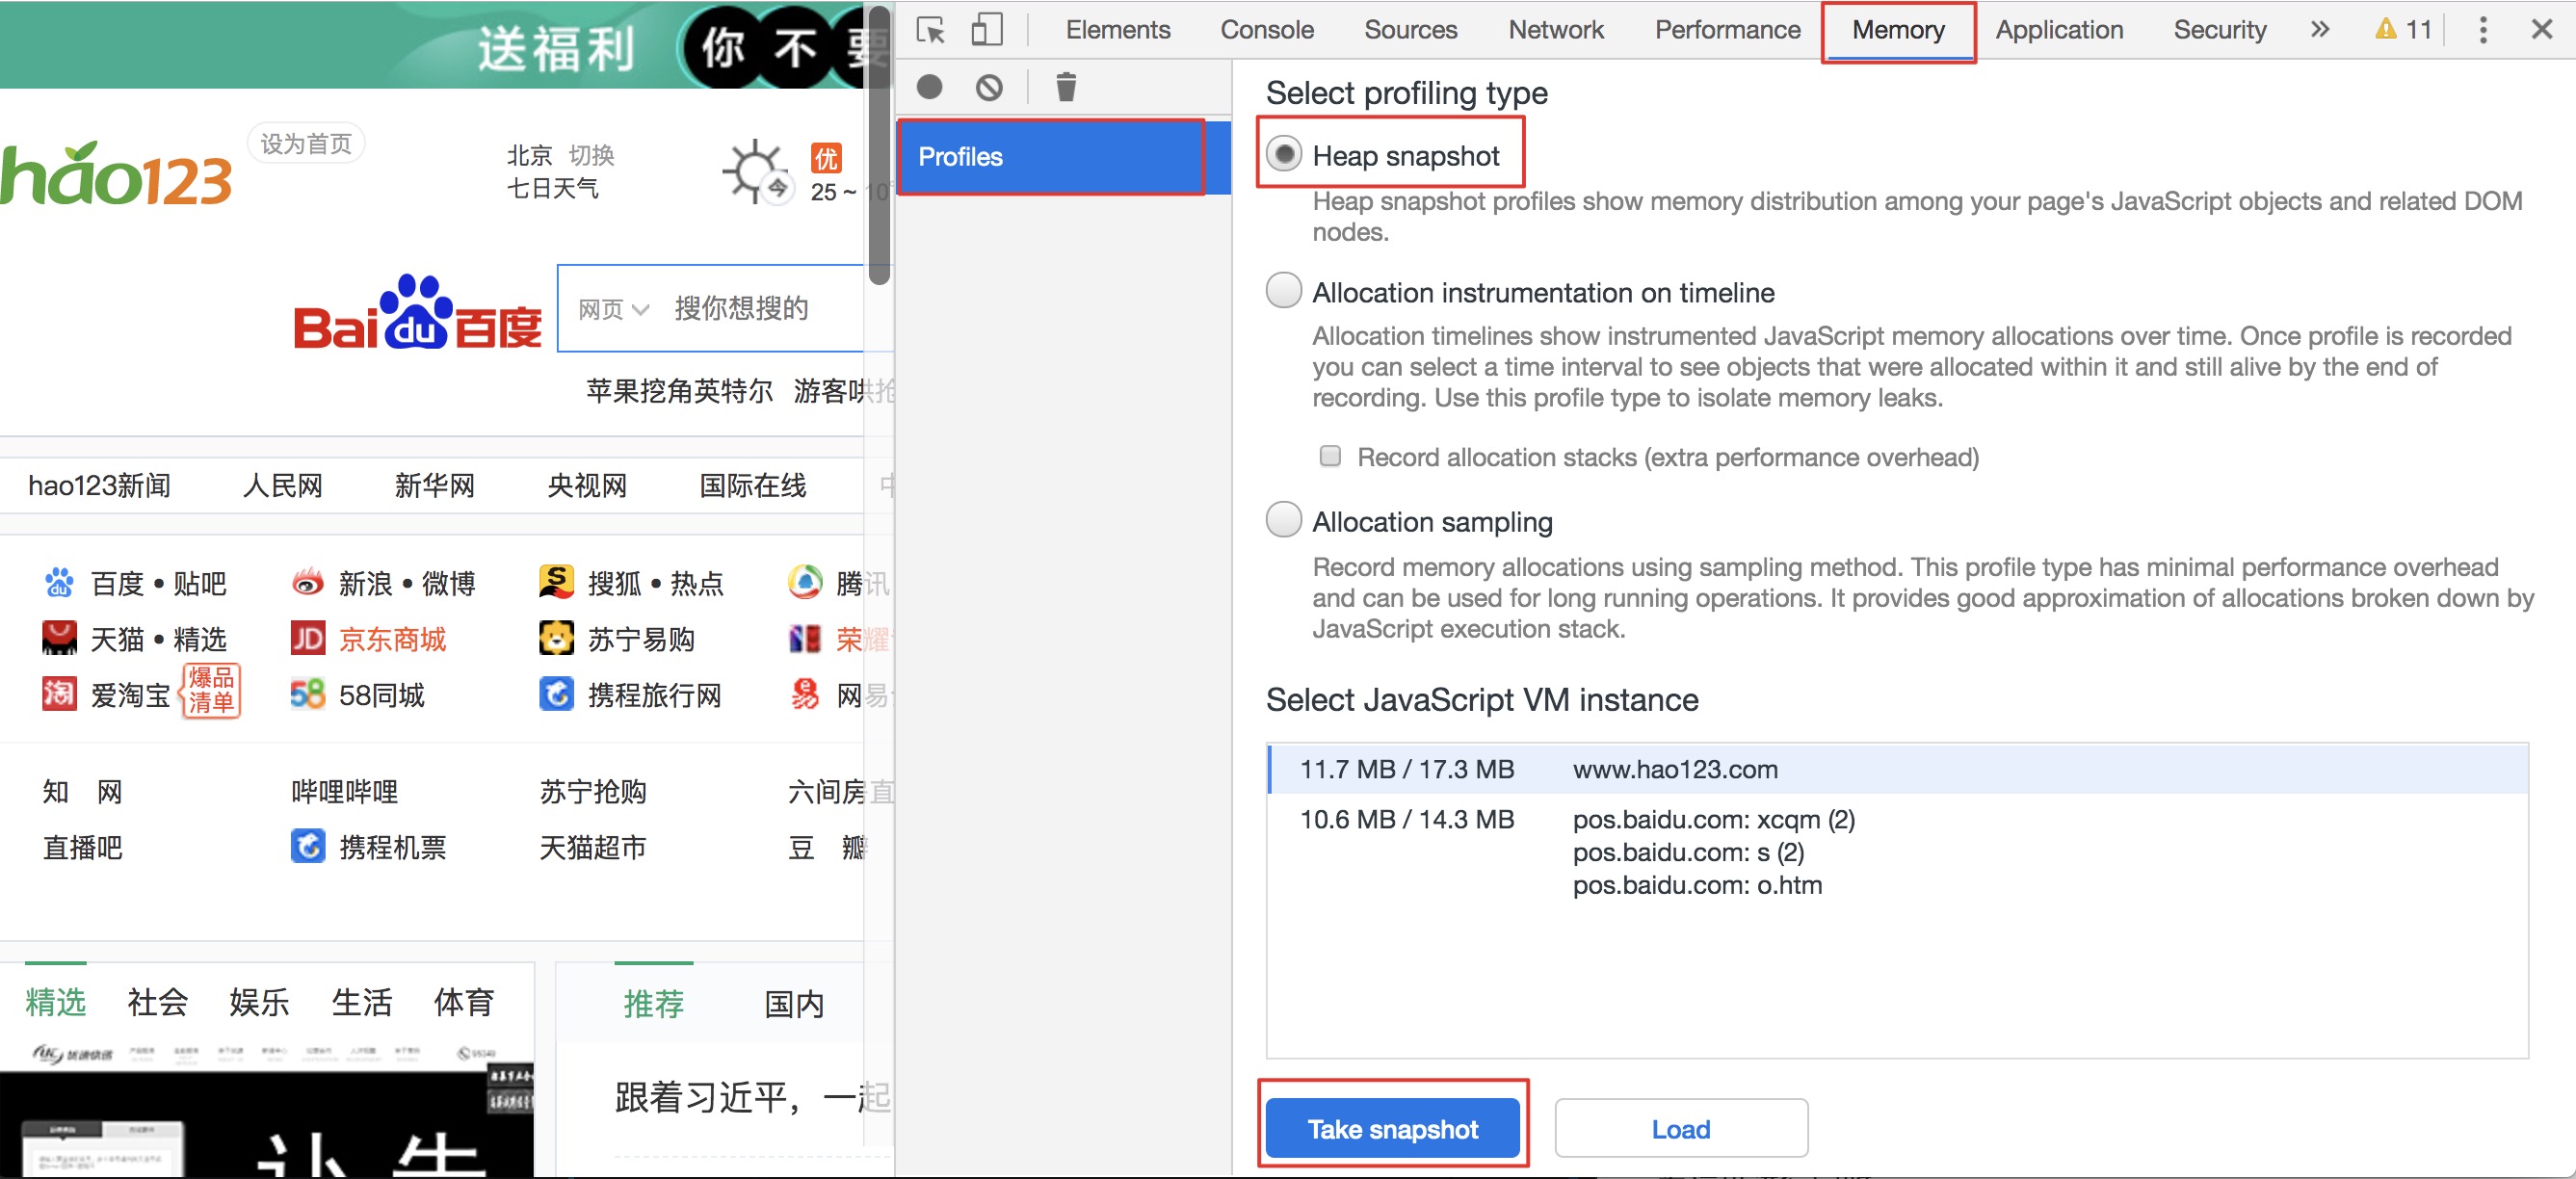 送福利 你不要
Elements Console Sources Network Performance Memory Application Security » 11
hao123 设为首页
北京 切换
七日天气
今 优
25 ~ 10°
Bai du 百度 网页 搜你想搜的
苹果挖角英特尔 游客哄抢
hao123新闻 人民网 新华网 央视网 国际在线 中
百度 • 贴吧 新浪 • 微博 搜狐 • 热点 腾讯
天猫 • 精选 JD 京东商城 苏宁易购 荣耀
淘 爱淘宝 爆品清单 58 58同城 携程旅行网 易 网易
知 网 哔哩哔哩 苏宁抢购 六间房直
直播吧 携程机票 天猫超市 豆 瓣
精选 社会 娱乐 生活 体育
推荐 国内
跟着习近平，一起
Profiles
Select profiling type
Heap snapshot
Heap snapshot profiles show memory distribution among your page's JavaScript objects and related DOM
nodes.
Allocation instrumentation on timeline
Allocation timelines show instrumented JavaScript memory allocations over time. Once profile is recorded
you can select a time interval to see objects that were allocated within it and still alive by the end of
recording. Use this profile type to isolate memory leaks.
Record allocation stacks (extra performance overhead)
Allocation sampling
Record memory allocations using sampling method. This profile type has minimal performance overhead
and can be used for long running operations. It provides good approximation of allocations broken down by
JavaScript execution stack.
Select JavaScript VM instance
11.7 MB / 17.3 MB www.hao123.com
10.6 MB / 14.3 MB pos.baidu.com: xcqm (2)
pos.baidu.com: s (2)
pos.baidu.com: o.htm
Take snapshot Load